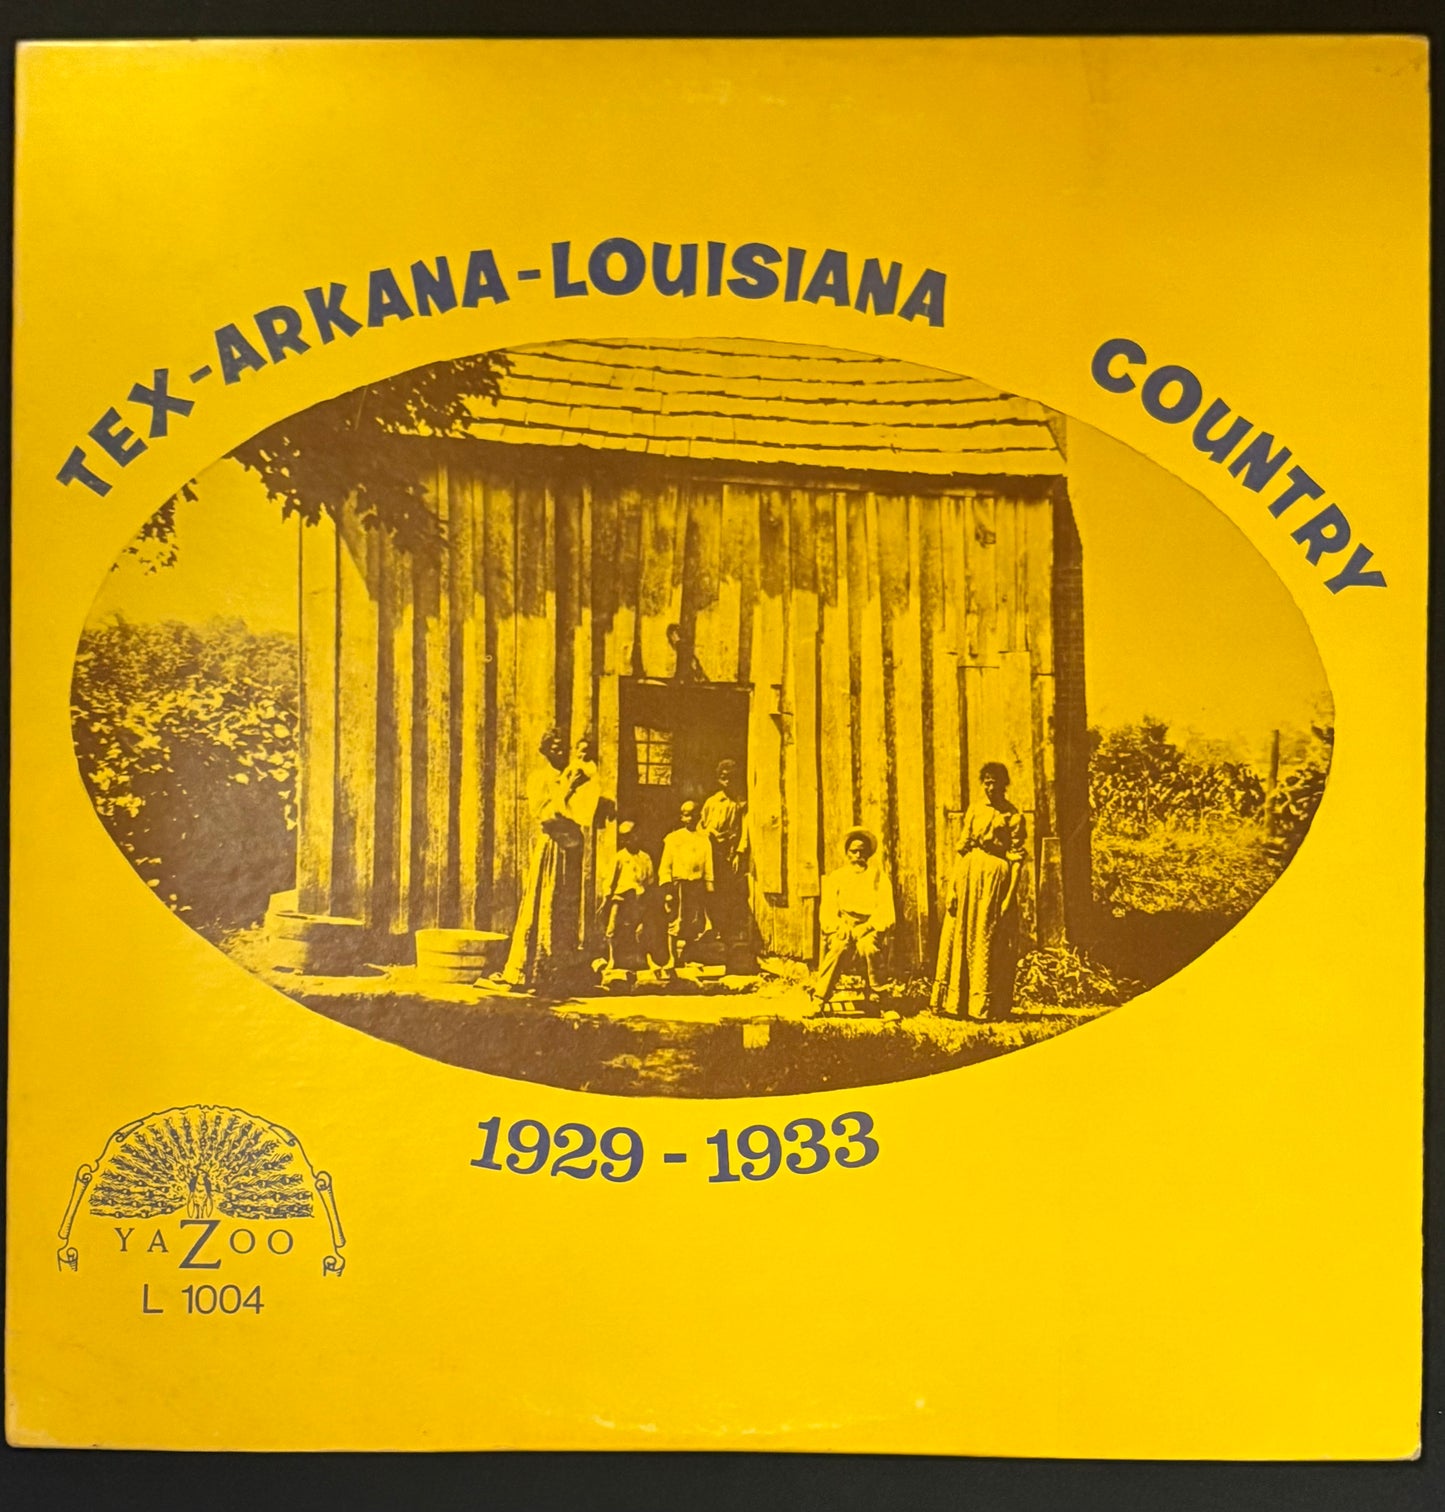 TEX-ARKANA-LOUISIANA COUNTRY
1929-1933
YAZOO
L 1004